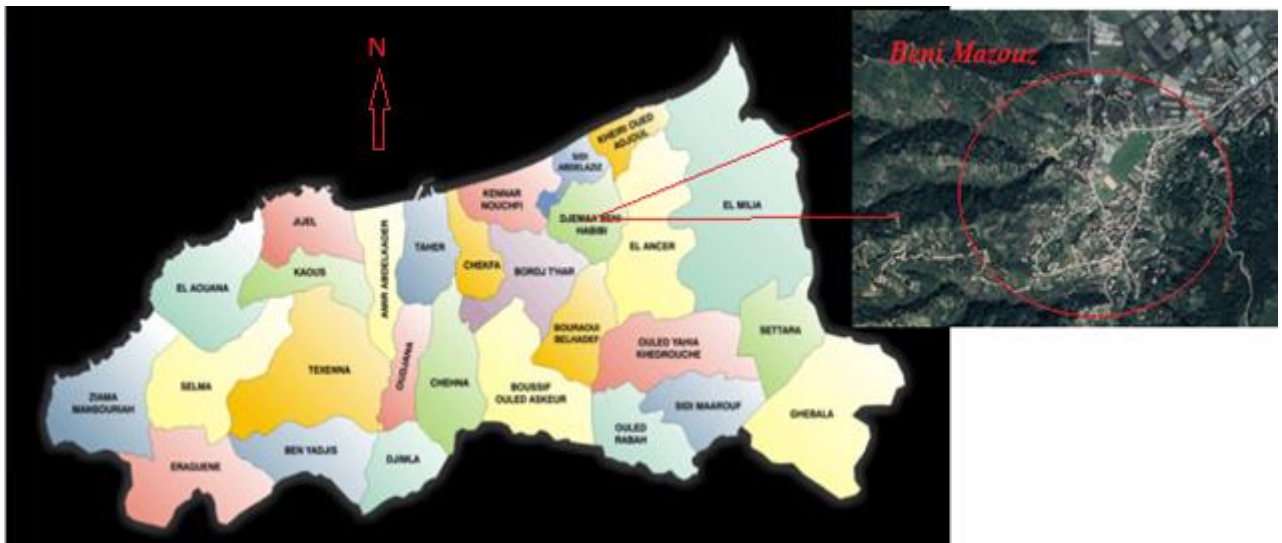 N
Beni Mazouz
KHEIRI OUED
ADJOUL
SIDI
ABDELAZIZ
KENNAR
NOUCHFI
JIJEL
DJEMAA BENI
HABIBI
EL MILIA
AMIR ABDELKADER
TAHER
EL ANCER
CHEKFA
BORDJ T'HAR
KAOUS
EL AOUANA
BOURAOUI
BELHADEF
SETTARA
OULED YAHIA
KHEDROUCHE
OUDJANA
TEXENNA
CHEHNA
SELMA
BOUSSIF
OULED ASKEUR
ZIAMA
MANSOURIAH
SIDI MAAROUF
GHEBALA
OULED
RABAH
BEN YADJIS
DJIMLA
ERAGUENE